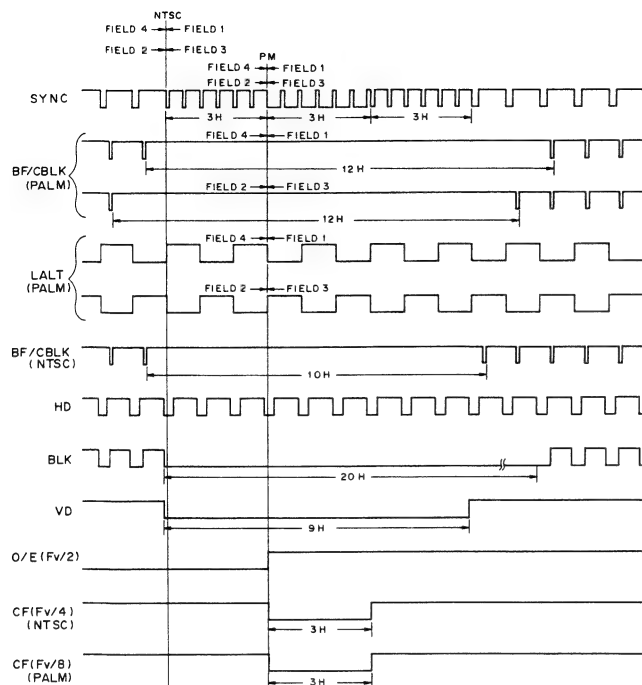 NTSC
FIELD 4 FIELD 1
FIELD 2 FIELD 3
PM
FIELD 4 FIELD 1
FIELD 2 FIELD 3
SYNC
3H 3H 3H
FIELD 4 FIELD 1
12H
BF/CBLK
(PALM)
FIELD 2 FIELD 3
12H
FIELD 4 FIELD 1
LALT
(PALM)
FIELD 2 FIELD 3
BF/CBLK
(NTSC)
10H
HD
BLK
20H
VD
9H
O/E(Fv/2)
CF(Fv/4)
(NTSC)
3H
CF(Fv/8)
(PALM)
3H